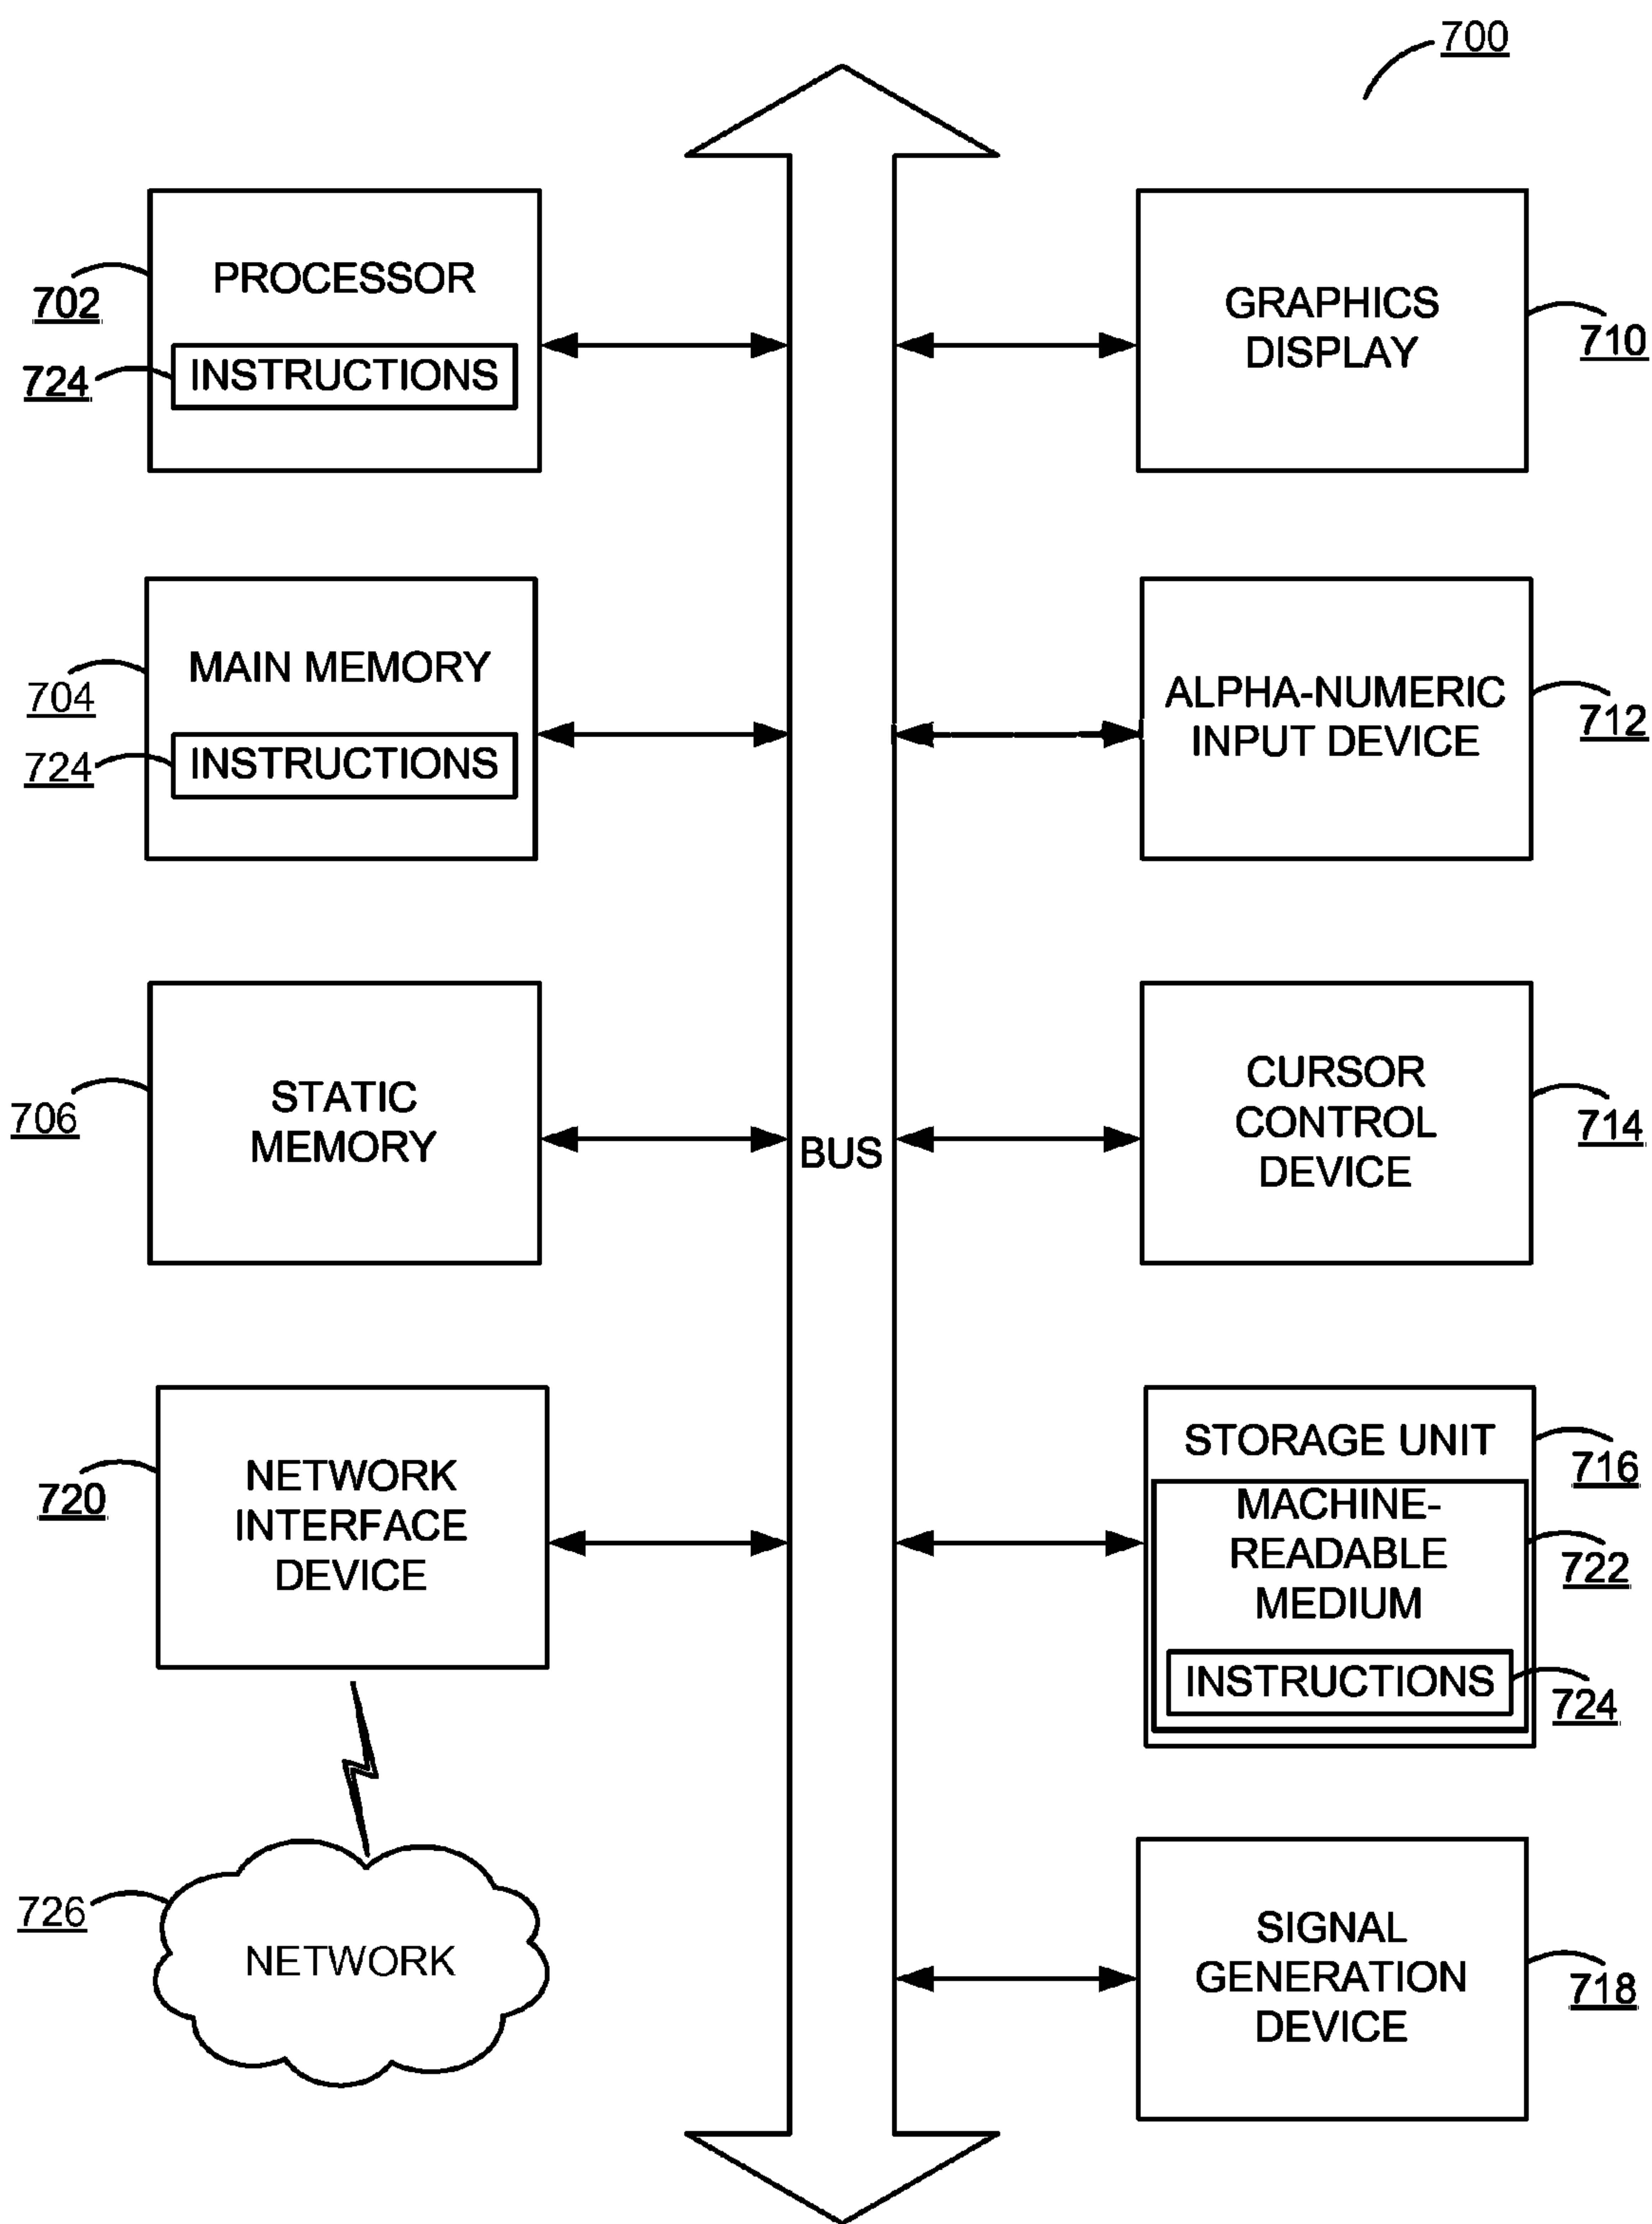 700
PROCESSOR
702
INSTRUCTIONS
724
GRAPHICS
DISPLAY
710
MAIN MEMORY
704
INSTRUCTIONS
724
ALPHA-NUMERIC
INPUT DEVICE
712
STATIC
MEMORY
706
BUS
CURSOR
CONTROL
DEVICE
714
NETWORK
INTERFACE
DEVICE
720
STORAGE UNIT
716
MACHINE-
READABLE
MEDIUM
722
INSTRUCTIONS
724
726
NETWORK
SIGNAL
GENERATION
DEVICE
718